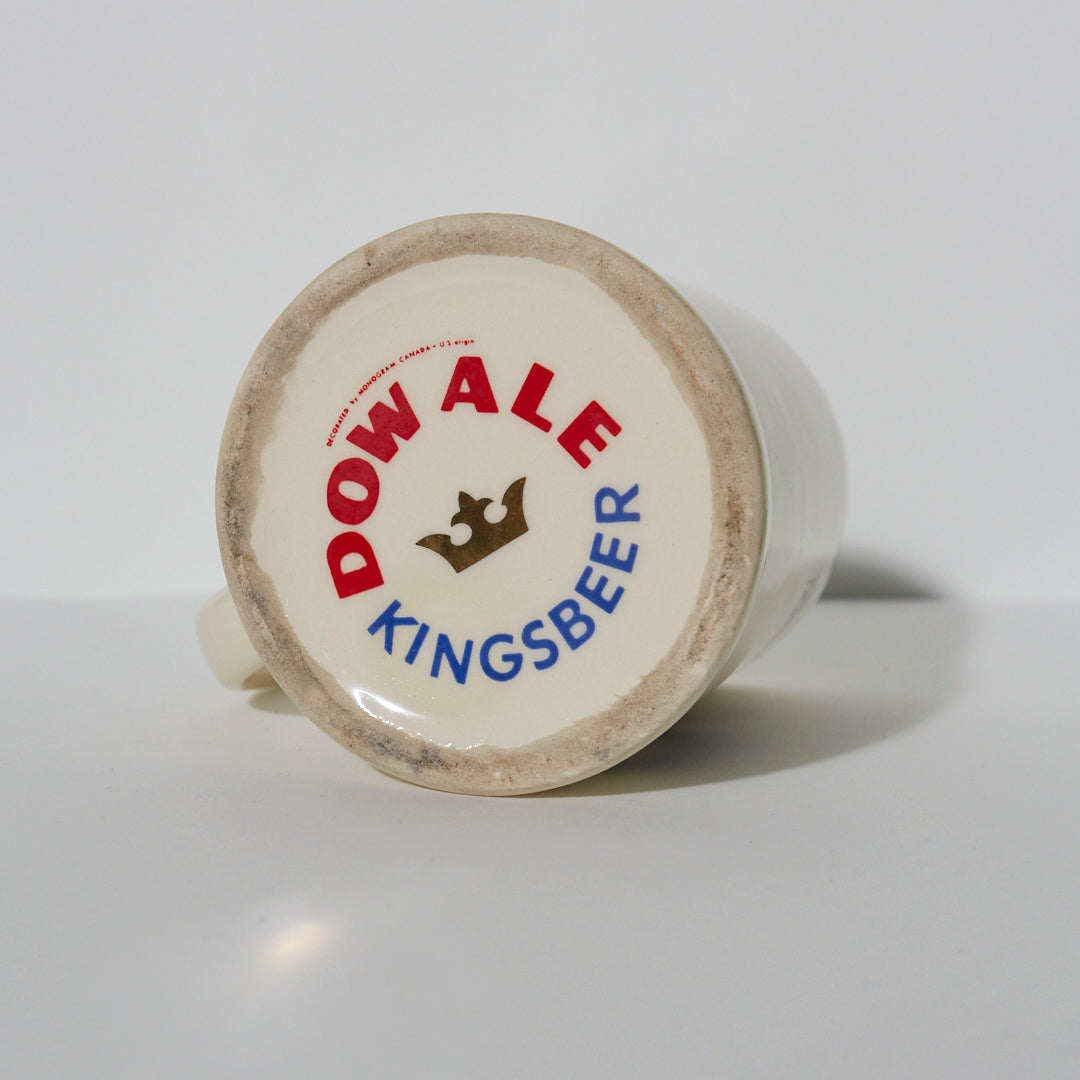 DECORATED by MONOGRAM, CANADA - U.S. origin
DOW ALE
KINGSBEER